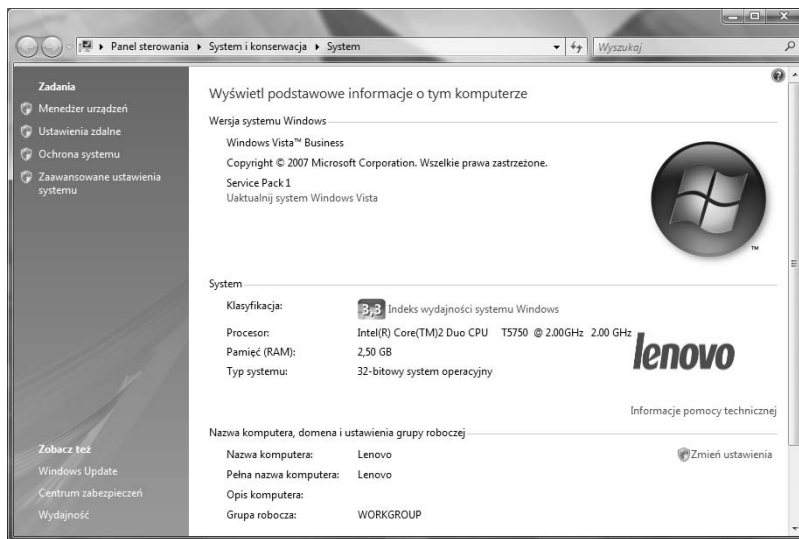 Panel sterowania ▸ System i konserwacja ▸ System
Wyszukaj
Zadania
Menedżer urządzeń
Ustawienia zdalne
Ochrona systemu
Zaawansowane ustawienia
systemu
Wyświetl podstawowe informacje o tym komputerze
Wersja systemu Windows
Windows Vista™ Business
Copyright © 2007 Microsoft Corporation. Wszelkie prawa zastrzeżone.
Service Pack 1
Uaktualnij system Windows Vista
TM
System
Klasyfikacja: 3,3 Indeks wydajności systemu Windows
Procesor: Intel(R) Core(TM)2 Duo CPU T5750 @ 2.00GHz 2.00 GHz
Pamięć (RAM): 2,50 GB
Typ systemu: 32-bitowy system operacyjny
lenovo
Informacje pomocy technicznej
Nazwa komputera, domena i ustawienia grupy roboczej
Nazwa komputera: Lenovo
Zmień ustawienia
Pełna nazwa komputera: Lenovo
Opis komputera:
Grupa robocza: WORKGROUP
Zobacz też
Windows Update
Centrum zabezpieczeń
Wydajność